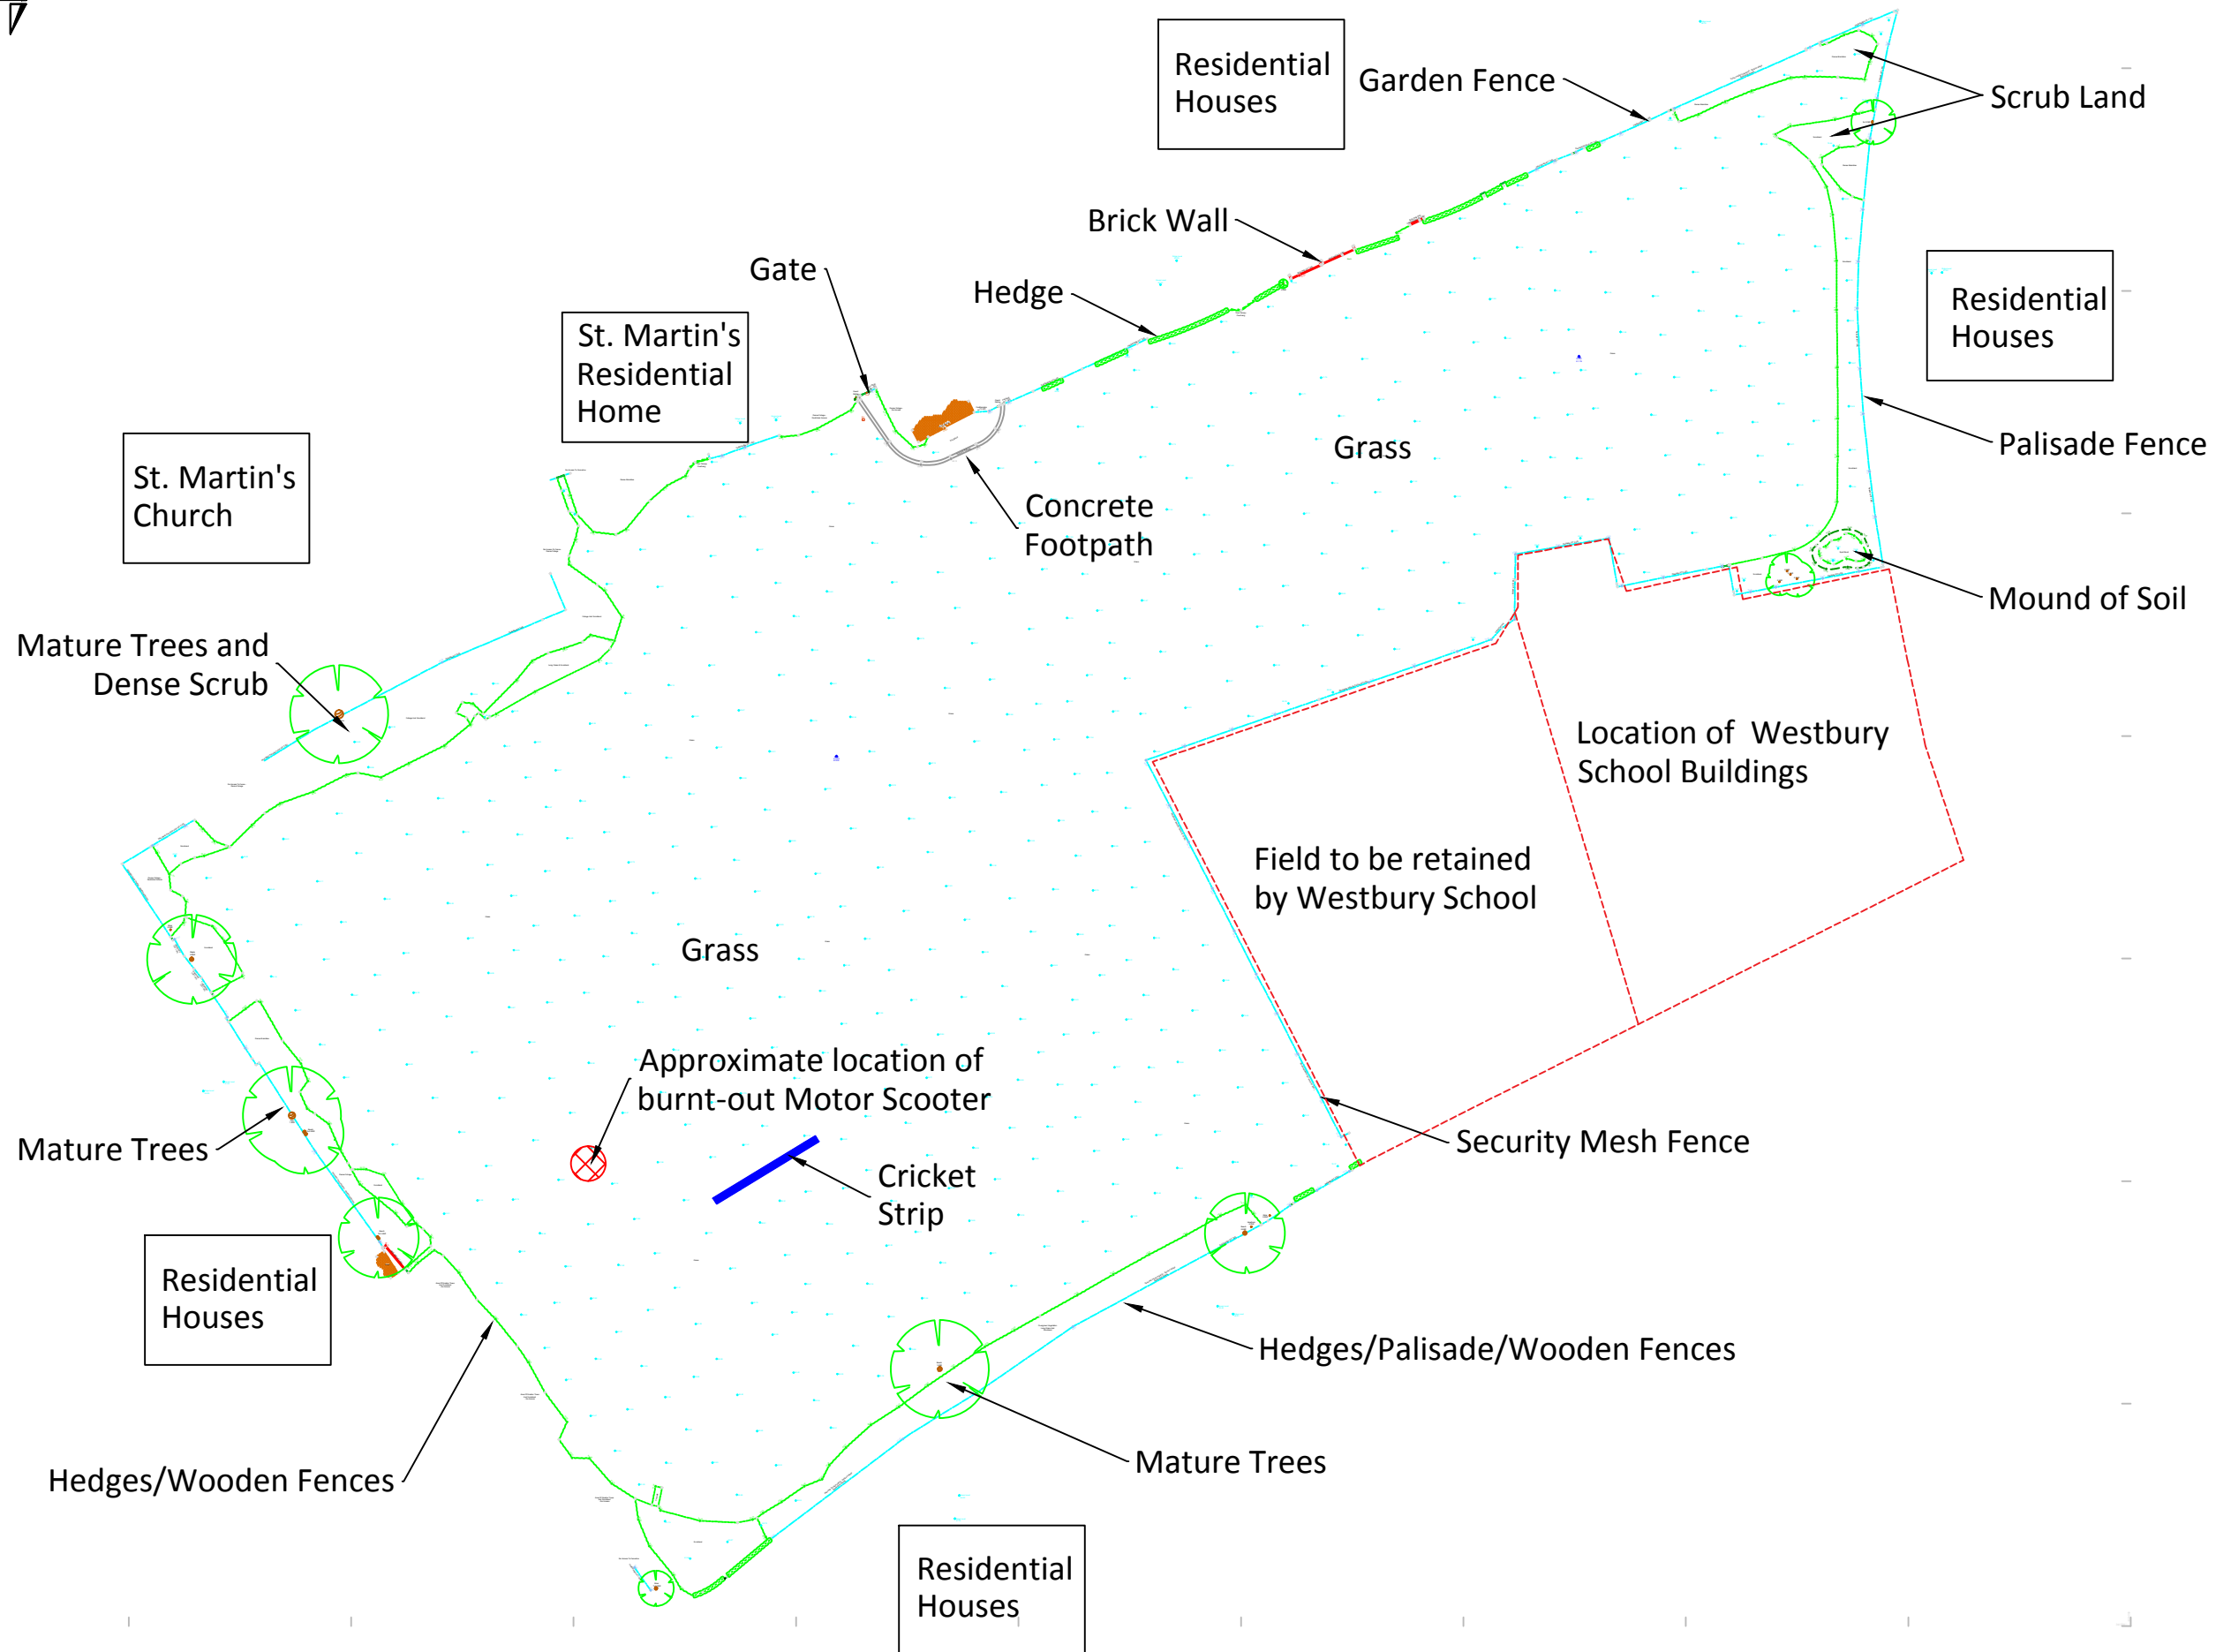 Residential
Houses
Garden Fence
Scrub Land
Brick Wall
Gate
Hedge
Residential
Houses
St. Martin's
Residential
Home
Grass
Palisade Fence
St. Martin's
Church
Concrete
Footpath
Mound of Soil
Mature Trees and
Dense Scrub
Location of Westbury
School Buildings
Field to be retained
by Westbury School
Grass
Approximate location of
burnt-out Motor Scooter
Mature Trees
Security Mesh Fence
Cricket
Strip
Residential
Houses
Hedges/Palisade/Wooden Fences
Mature Trees
Hedges/Wooden Fences
Residential
Houses